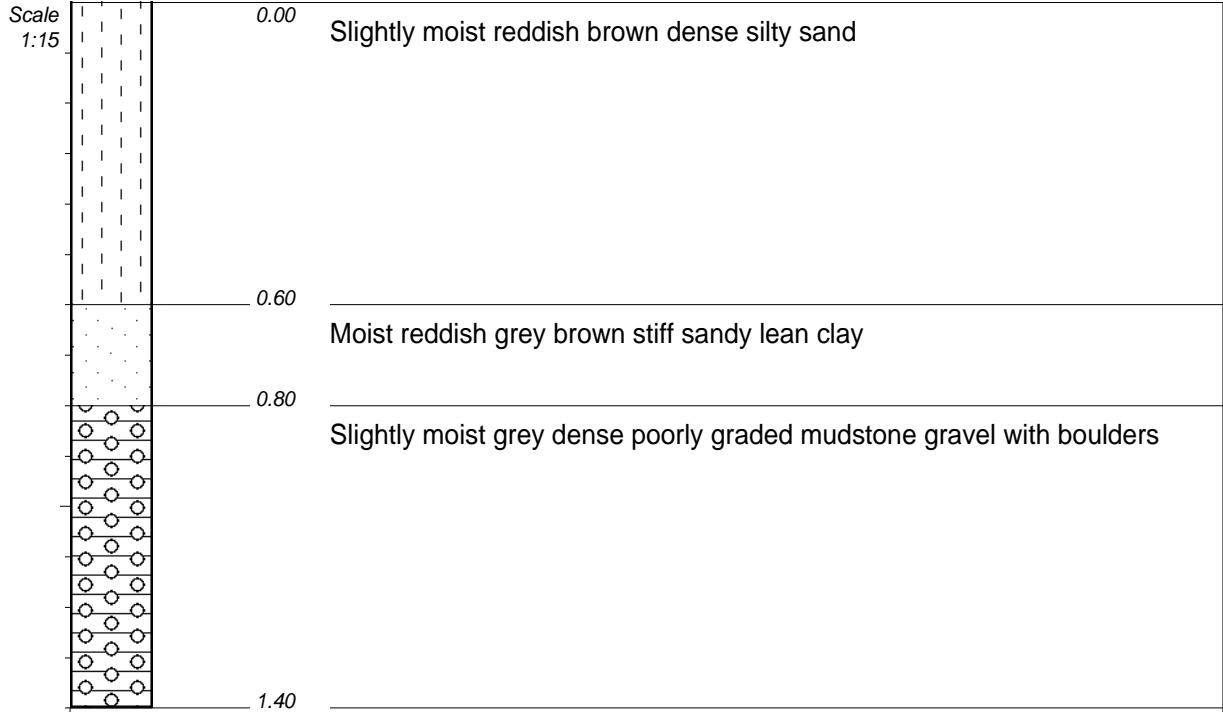 Scale
1:15
0.00
Slightly moist reddish brown dense silty sand
0.60
Moist reddish grey brown stiff sandy lean clay
0.80
Slightly moist grey dense poorly graded mudstone gravel with boulders
1.40